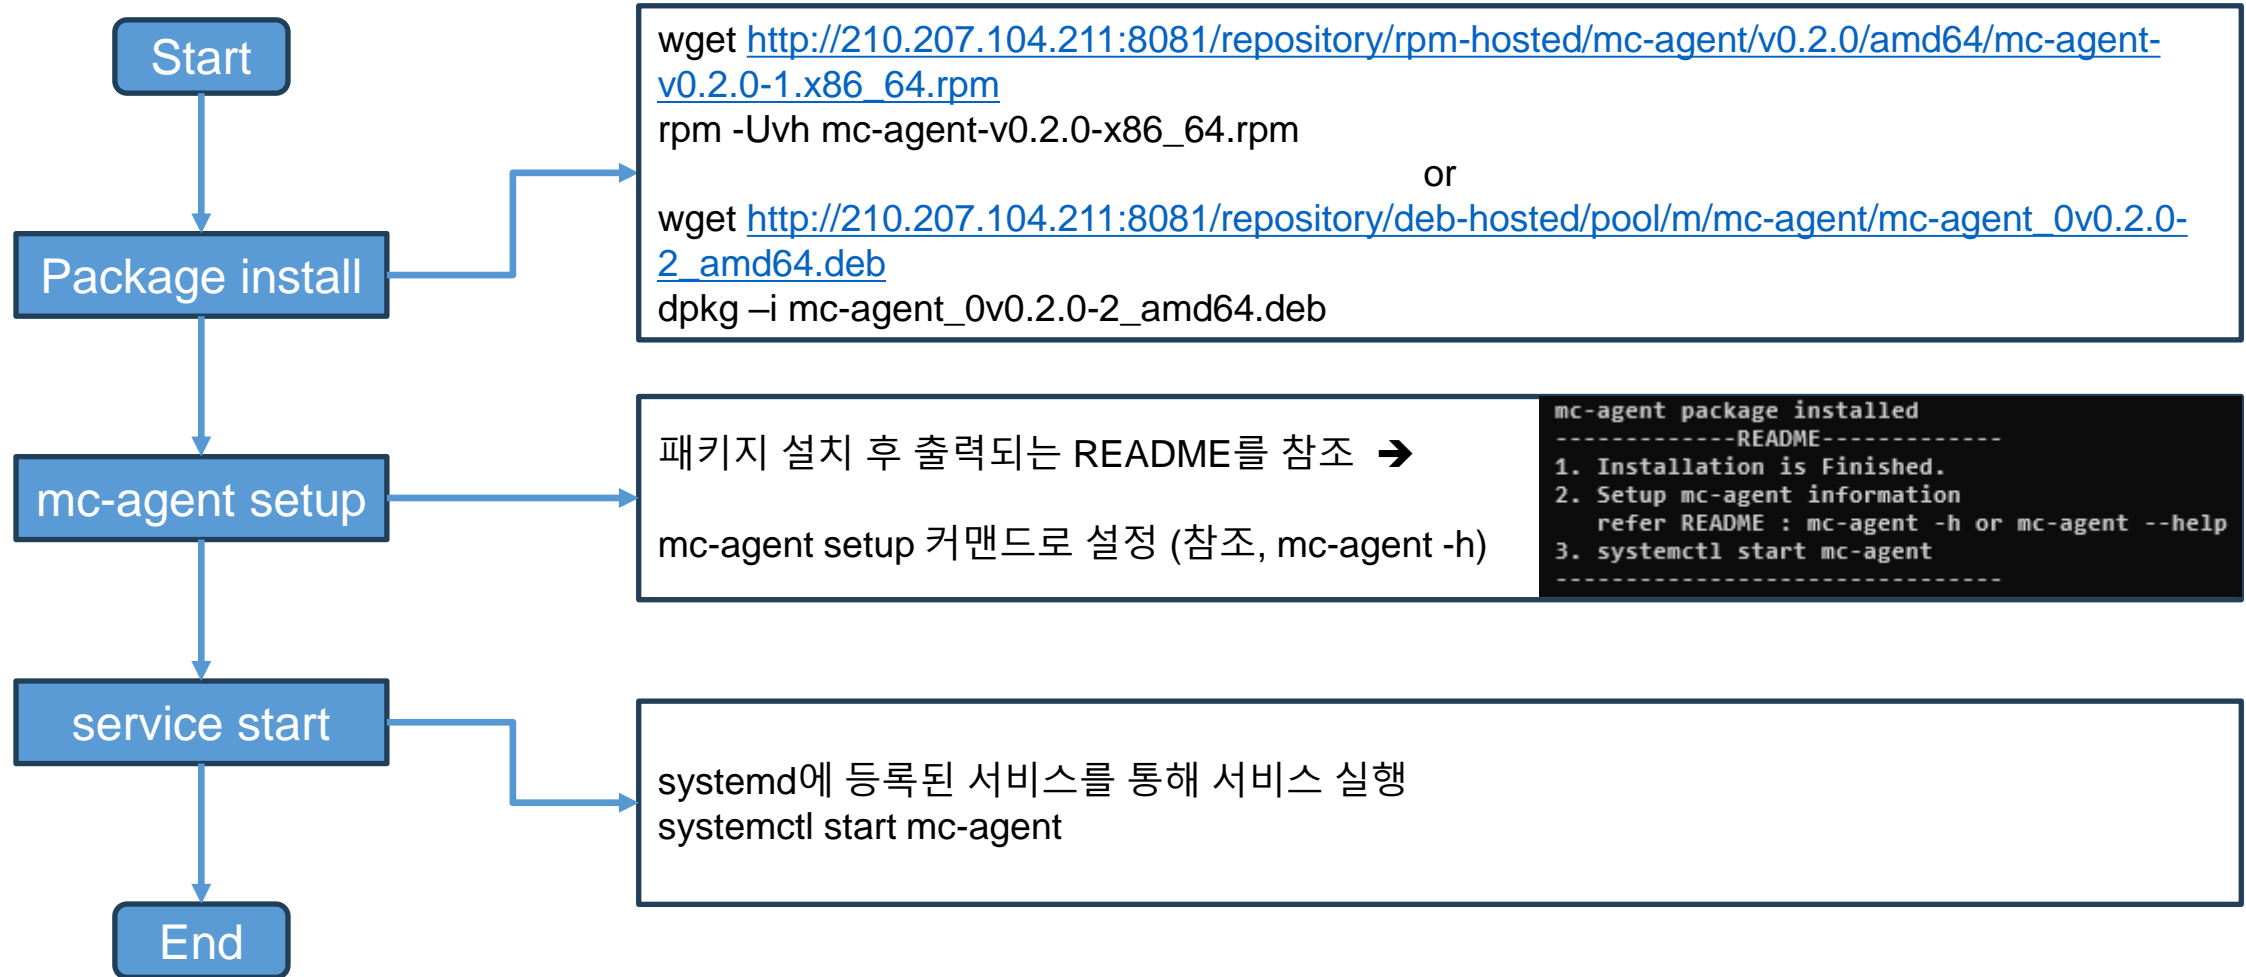 Start
wget http://210.207.104.211:8081/repository/rpm-hosted/mc-agent/v0.2.0/amd64/mc-agent-
v0.2.0-1.x86_64.rpm
rpm -Uvh mc-agent-v0.2.0-x86_64.rpm
or
wget http://210.207.104.211:8081/repository/deb-hosted/pool/m/mc-agent/mc-agent_0v0.2.0-
2_amd64.deb
dpkg –i mc-agent_0v0.2.0-2_amd64.deb
Package install
mc-agent setup
패키지 설치 후 출력되는 README를 참조 ➔
mc-agent setup 커맨드로 설정 (참조, mc-agent -h)
mc-agent package installed
-------------README-------------
1. Installation is Finished.
2. Setup mc-agent information
refer README : mc-agent -h or mc-agent --help
3. systemctl start mc-agent
--------------------------------
service start
systemd에 등록된 서비스를 통해 서비스 실행
systemctl start mc-agent
End